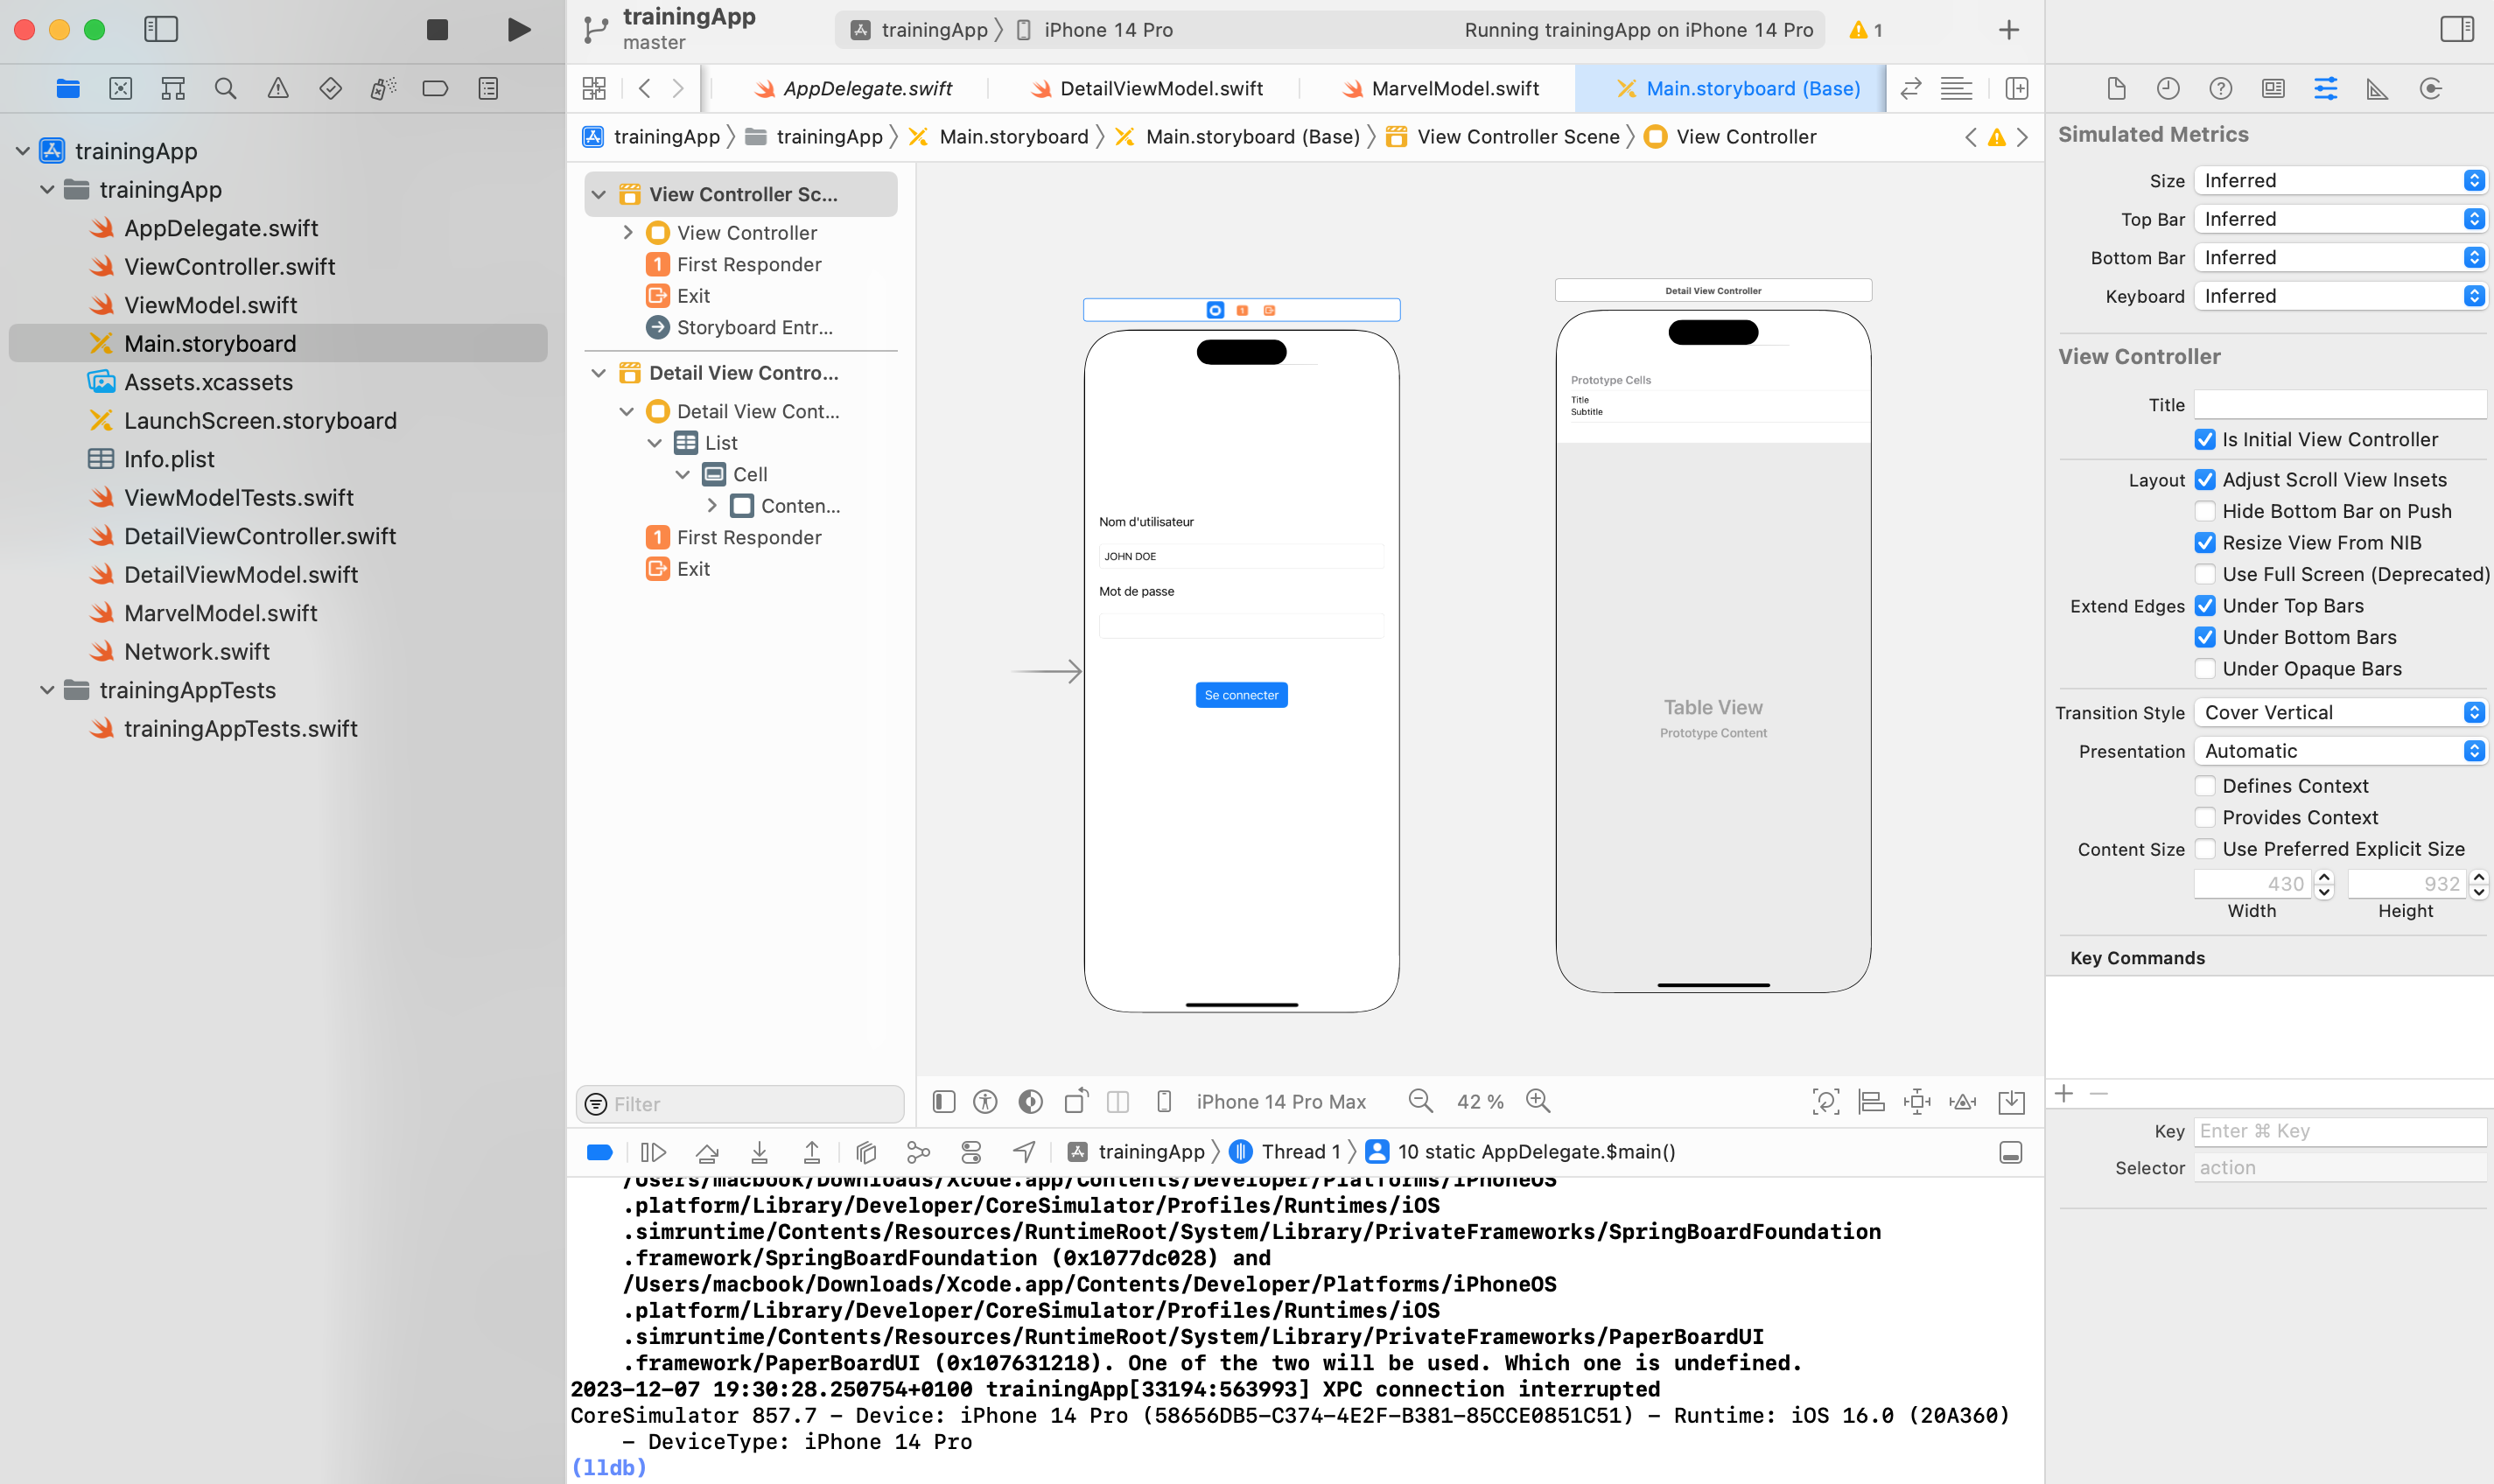 trainingApp
master
trainingApp
iPhone 14 Pro
Running trainingApp on iPhone 14 Pro
1
AppDelegate.swift
DetailViewModel.swift
MarvelModel.swift
Main.storyboard (Base)
trainingApp
trainingApp
Main.storyboard
Main.storyboard (Base)
View Controller Scene
View Controller
trainingApp
trainingApp
AppDelegate.swift
ViewController.swift
ViewModel.swift
Main.storyboard
Assets.xcassets
LaunchScreen.storyboard
Info.plist
ViewModelTests.swift
DetailViewController.swift
DetailViewModel.swift
MarvelModel.swift
Network.swift
trainingAppTests
trainingAppTests.swift
View Controller Sc...
View Controller
1 First Responder
Exit
Storyboard Entr...
Detail View Contro...
Detail View Cont...
List
Cell
Conten...
1 First Responder
Exit
Filter
1
Nom d'utilisateur
JOHN DOE
Mot de passe
Se connecter
Detail View Controller
Prototype Cells
Title
Subtitle
Table View
Prototype Content
iPhone 14 Pro Max
42 %
Simulated Metrics
Size Inferred
Top Bar Inferred
Bottom Bar Inferred
Keyboard Inferred
View Controller
Title
Is Initial View Controller
Layout Adjust Scroll View Insets
Hide Bottom Bar on Push
Resize View From NIB
Use Full Screen (Deprecated)
Extend Edges Under Top Bars
Under Bottom Bars
Under Opaque Bars
Transition Style Cover Vertical
Presentation Automatic
Defines Context
Provides Context
Content Size Use Preferred Explicit Size
430 932
Width Height
Key Commands
Key Enter ⌘ Key
Selector action
trainingApp
Thread 1
10 static AppDelegate.$main()
/Users/macbook/Downloads/Xcode.app/Contents/Developer/Platforms/iPhoneOS
.platform/Library/Developer/CoreSimulator/Profiles/Runtimes/iOS
.simruntime/Contents/Resources/RuntimeRoot/System/Library/PrivateFrameworks/SpringBoardFoundation
.framework/SpringBoardFoundation (0x1077dc028) and
/Users/macbook/Downloads/Xcode.app/Contents/Developer/Platforms/iPhoneOS
.platform/Library/Developer/CoreSimulator/Profiles/Runtimes/iOS
.simruntime/Contents/Resources/RuntimeRoot/System/Library/PrivateFrameworks/PaperBoardUI
.framework/PaperBoardUI (0x107631218). One of the two will be used. Which one is undefined.
2023-12-07 19:30:28.250754+0100 trainingApp[33194:563993] XPC connection interrupted
CoreSimulator 857.7 – Device: iPhone 14 Pro (58656DB5-C374-4E2F-B381-85CCE0851C51) – Runtime: iOS 16.0 (20A360)
– DeviceType: iPhone 14 Pro
(lldb)